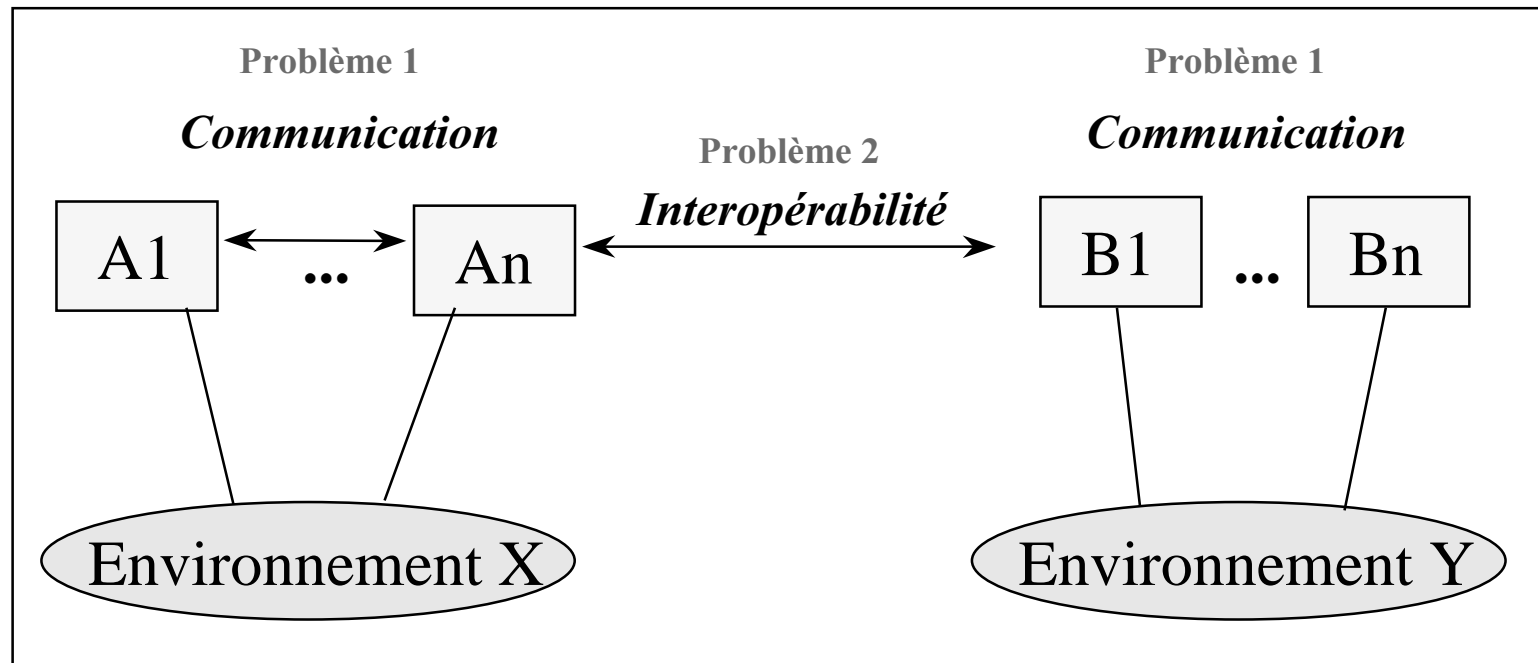 Problème 1
Communication
A1
...
An
Environnement X
Problème 2
Interopérabilité
Problème 1
Communication
B1
...
Bn
Environnement Y